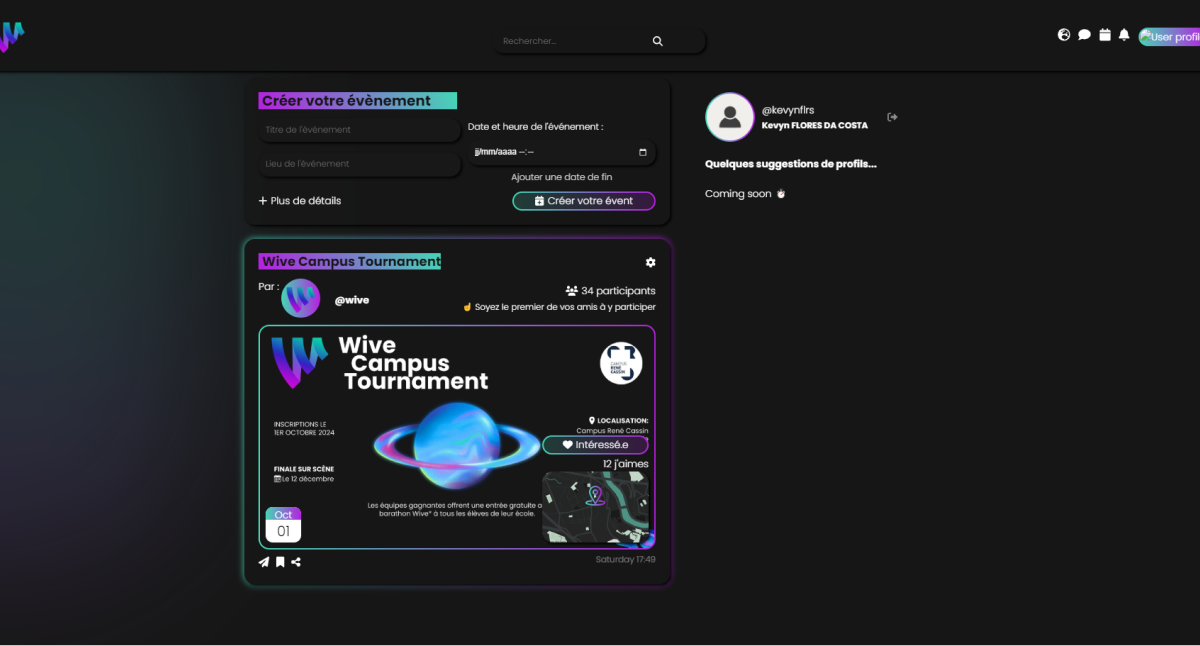 Rechercher...
User profil
Créer votre évènement
Titre de l'événement
Lieu de l'événement
+ Plus de détails
Date et heure de l'événement :
jj/mm/aaaa --:--
Ajouter une date de fin
Créer votre évent
@kevynflrs
Kevyn FLORES DA COSTA
Quelques suggestions de profils...
Coming soon
Wive Campus Tournament
Par :
@wive
34 participants
Soyez le premier de vos amis à y participer
Wive
Campus
Tournament
CAMPUS
RENÉ
CASSIN
INSCRIPTIONS LE
1ER OCTOBRE 2024
FINALE SUR SCÈNE
Le 12 décembre
LOCALISATION:
Campus René Cassin
Intéressé.e
12 j'aimes
Les équipes gagnantes offrent une entrée gratuite a
barathon Wive* à tous les élèves de leur école.
Oct
01
Saturday 17:49